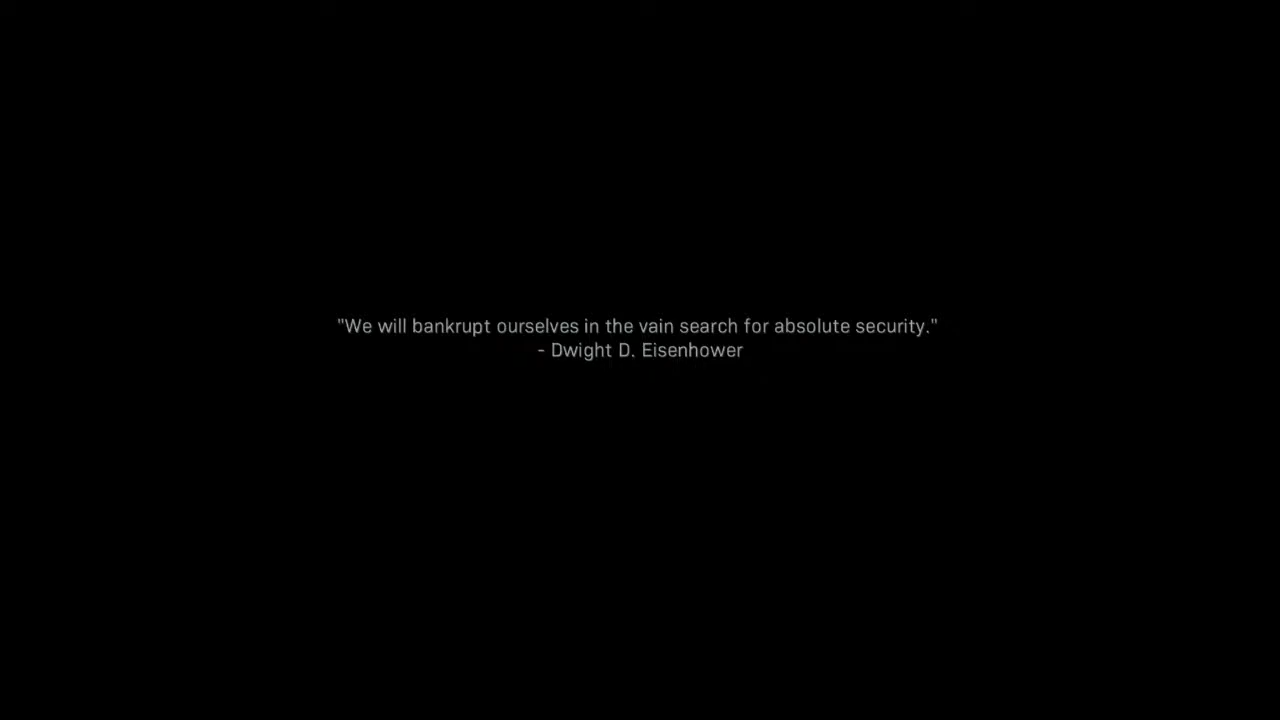 "We will bankrupt ourselves in the vain search for absolute security."
- Dwight D. Eisenhower